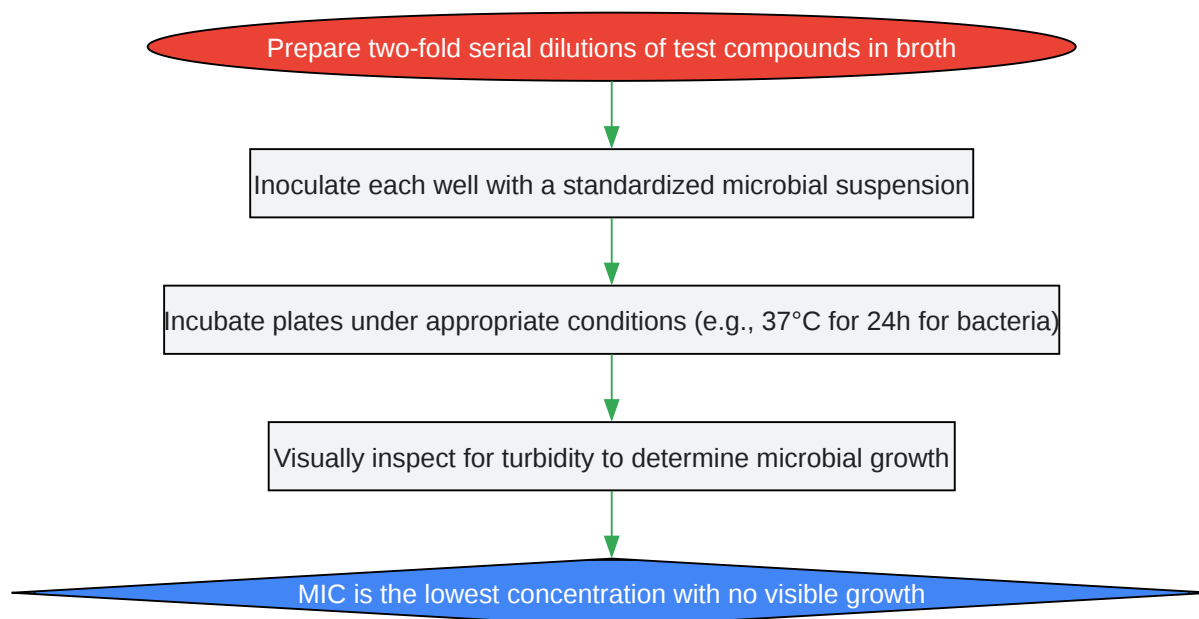 Prepare two-fold serial dilutions of test compounds in broth
Inoculate each well with a standardized microbial suspension
Incubate plates under appropriate conditions (e.g., 37°C for 24h for bacteria)
Visually inspect for turbidity to determine microbial growth
MIC is the lowest concentration with no visible growth